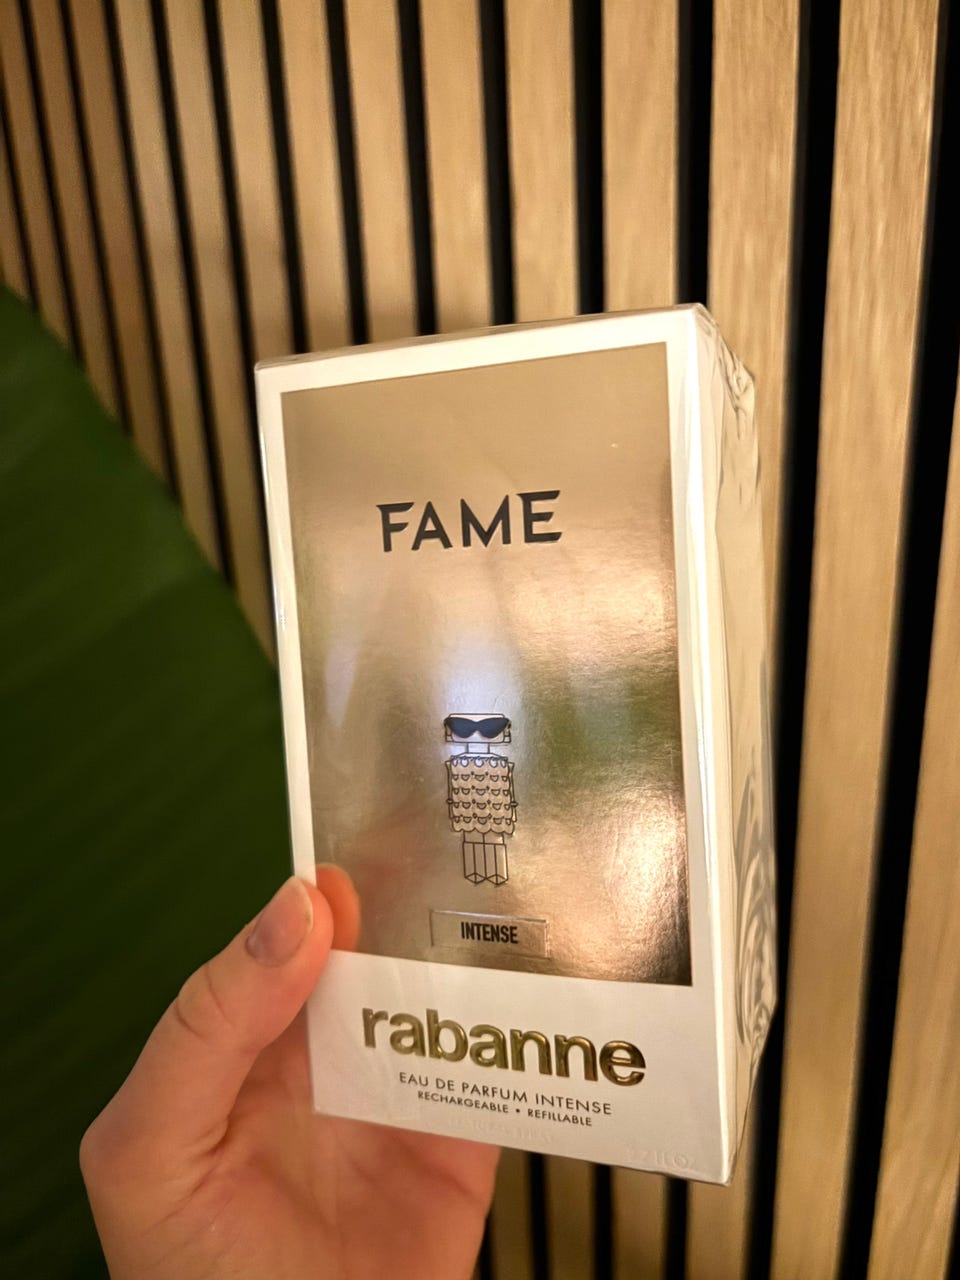 FAME
INTENSE
rabanne
EAU DE PARFUM INTENSE
RECHARGEABLE • REFILLABLE